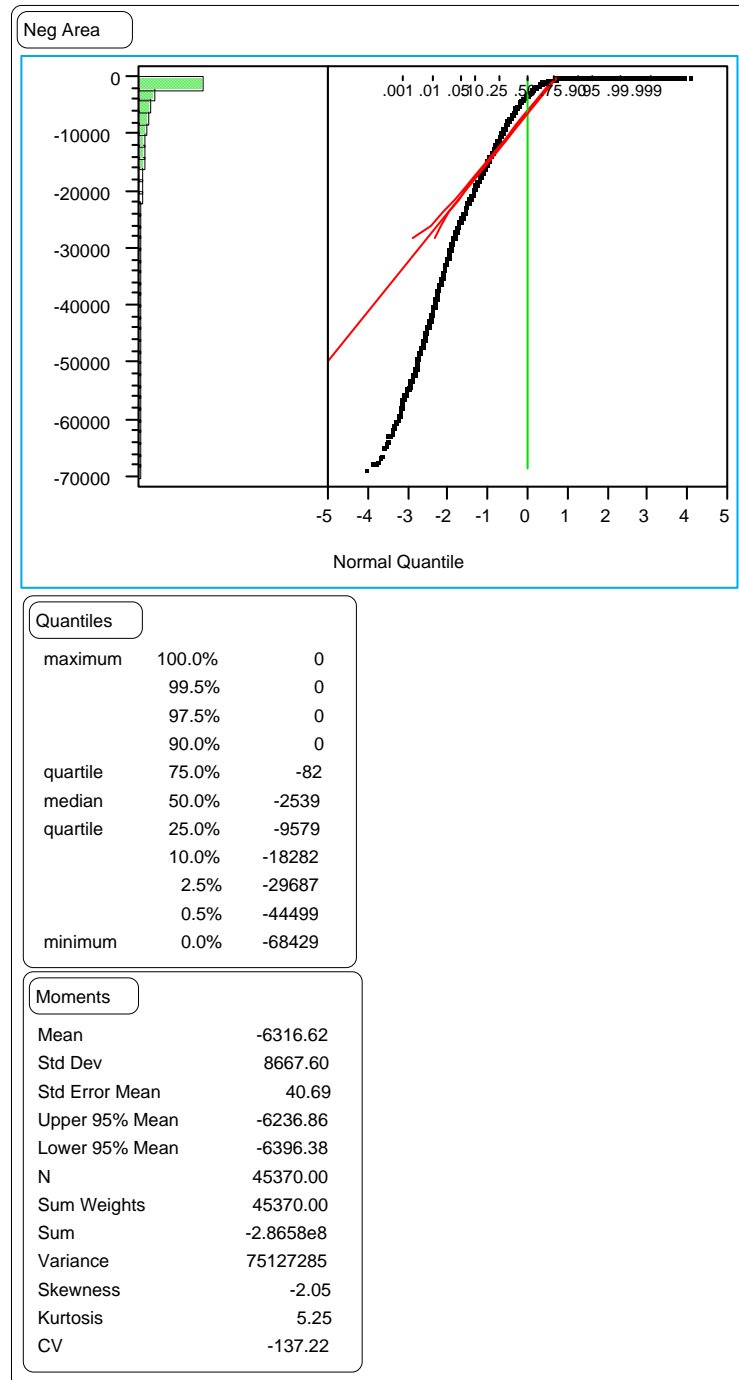 Neg Area
0
-10000
-20000
-30000
-40000
-50000
-60000
-70000
.001 .01 .05 .10 .25 .50 .75 .90 .95 .99 .999
-5 -4 -3 -2 -1 0 1 2 3 4 5
Normal Quantile
Quantiles
maximum 100.0% 0
99.5% 0
97.5% 0
90.0% 0
quartile 75.0% -82
median 50.0% -2539
quartile 25.0% -9579
10.0% -18282
2.5% -29687
0.5% -44499
minimum 0.0% -68429
Moments
Mean -6316.62
Std Dev 8667.60
Std Error Mean 40.69
Upper 95% Mean -6236.86
Lower 95% Mean -6396.38
N 45370.00
Sum Weights 45370.00
Sum -2.8658e8
Variance 75127285
Skewness -2.05
Kurtosis 5.25
CV -137.22